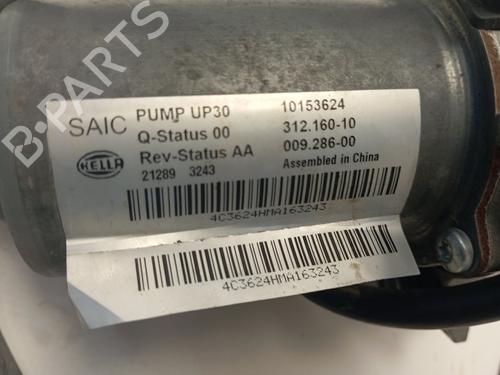 SAIC PUMP UP30 10153624
Q-Status 00 312.160-10
HELLA Rev-Status AA 009.286-00
21289 3243 Assembled in China
4C3624HMA163243
4C3624HMA163243
B-PARTS